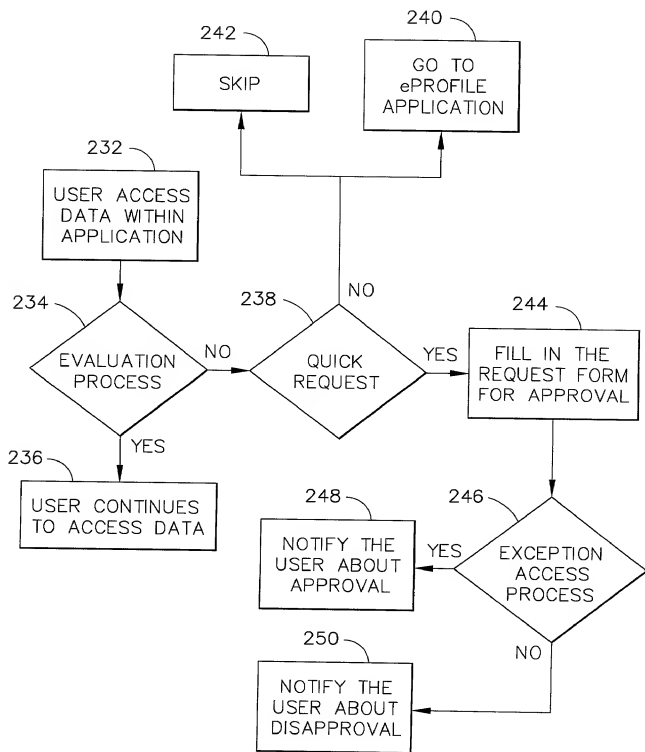 242
SKIP
240
GO TO
ePROFILE
APPLICATION
232
USER ACCESS
DATA WITHIN
APPLICATION
234
EVALUATION
PROCESS
NO
YES
238
QUICK
REQUEST
NO
YES
244
FILL IN THE
REQUEST FORM
FOR APPROVAL
236
USER CONTINUES
TO ACCESS DATA
246
EXCEPTION
ACCESS
PROCESS
YES
NO
248
NOTIFY THE
USER ABOUT
APPROVAL
250
NOTIFY THE
USER ABOUT
DISAPPROVAL